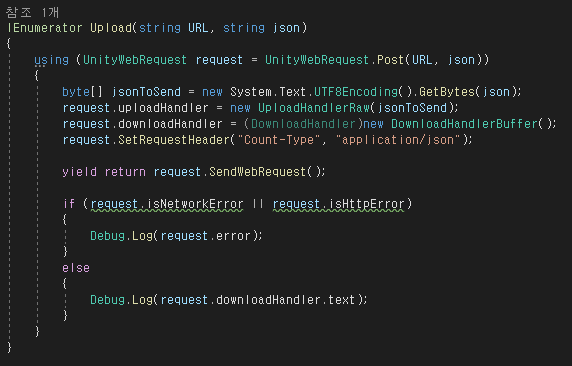 참조 1개
IEnumerator Upload(string URL, string json)
{
using (UnityWebRequest request = UnityWebRequest.Post(URL, json))
{
byte[] jsonToSend = new System.Text.UTF8Encoding().GetBytes(json);
request.uploadHandler = new UploadHandlerRaw(jsonToSend);
request.downloadHandler = (DownloadHandler)new DownloadHandlerBuffer();
request.SetRequestHeader("Count-Type", "application/json");
yield return request.SendWebRequest();
if (request.isNetworkError || request.isHttpError)
{
Debug.Log(request.error);
}
else
{
Debug.Log(request.downloadHandler.text);
}
}
}